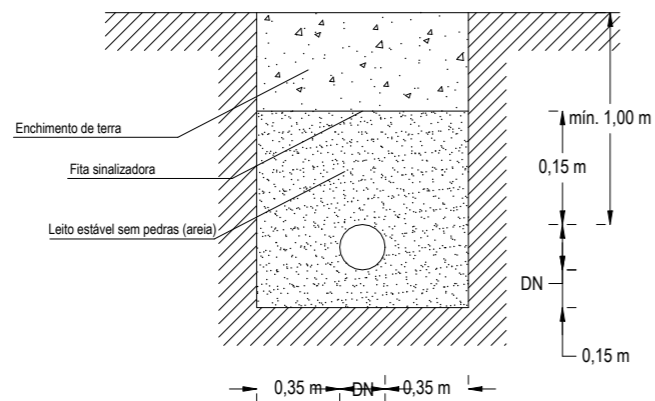 mín. 1,00 m
Enchimento de terra
0,15 m
Fita sinalizadora
Leito estável sem pedras (areia)
DN
0,15 m
0,35 m DN 0,35 m